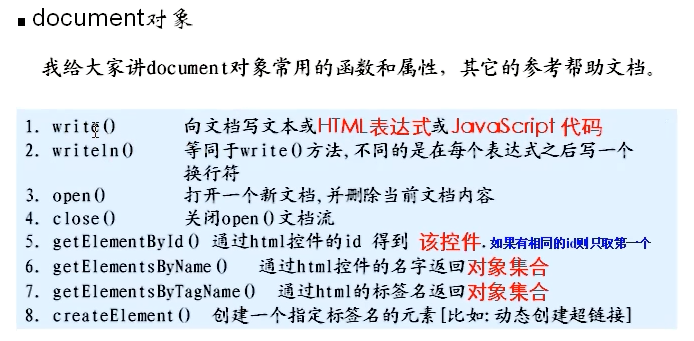 document对象
我给大家讲document对象常用的函数和属性，其它的参考帮助文档。
1. write() 向文档写文本或HTML表达式或JavaScript 代码
2. writeln() 等同于write()方法,不同的是在每个表达式之后写一个
换行符
3. open() 打开一个新文档,并删除当前文档内容
4. close() 关闭open()文档流
5. getElementById() 通过html控件的id 得到 该控件. 如果有相同的id则只取第一个
6. getElementsByName() 通过html控件的名字返回对象集合
7. getElementsByTagName() 通过html的标签名返回对象集合
8. createElement() 创建一个指定标签名的元素[比如:动态创建超链接]